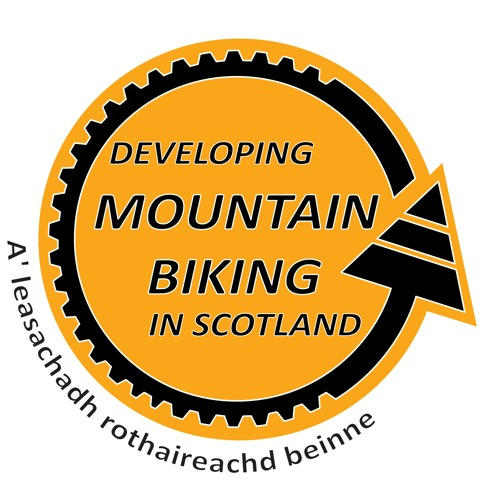 DEVELOPING
MOUNTAIN
BIKING
IN SCOTLAND
A' leasachadh rothaireachd beinne